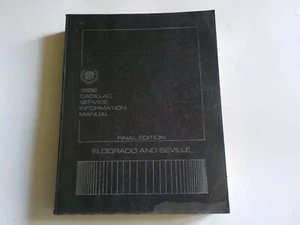 1986
CADILLAC
SERVICE
INFORMATION
MANUAL
FINAL EDITION
ELDORADO AND SEVILLE